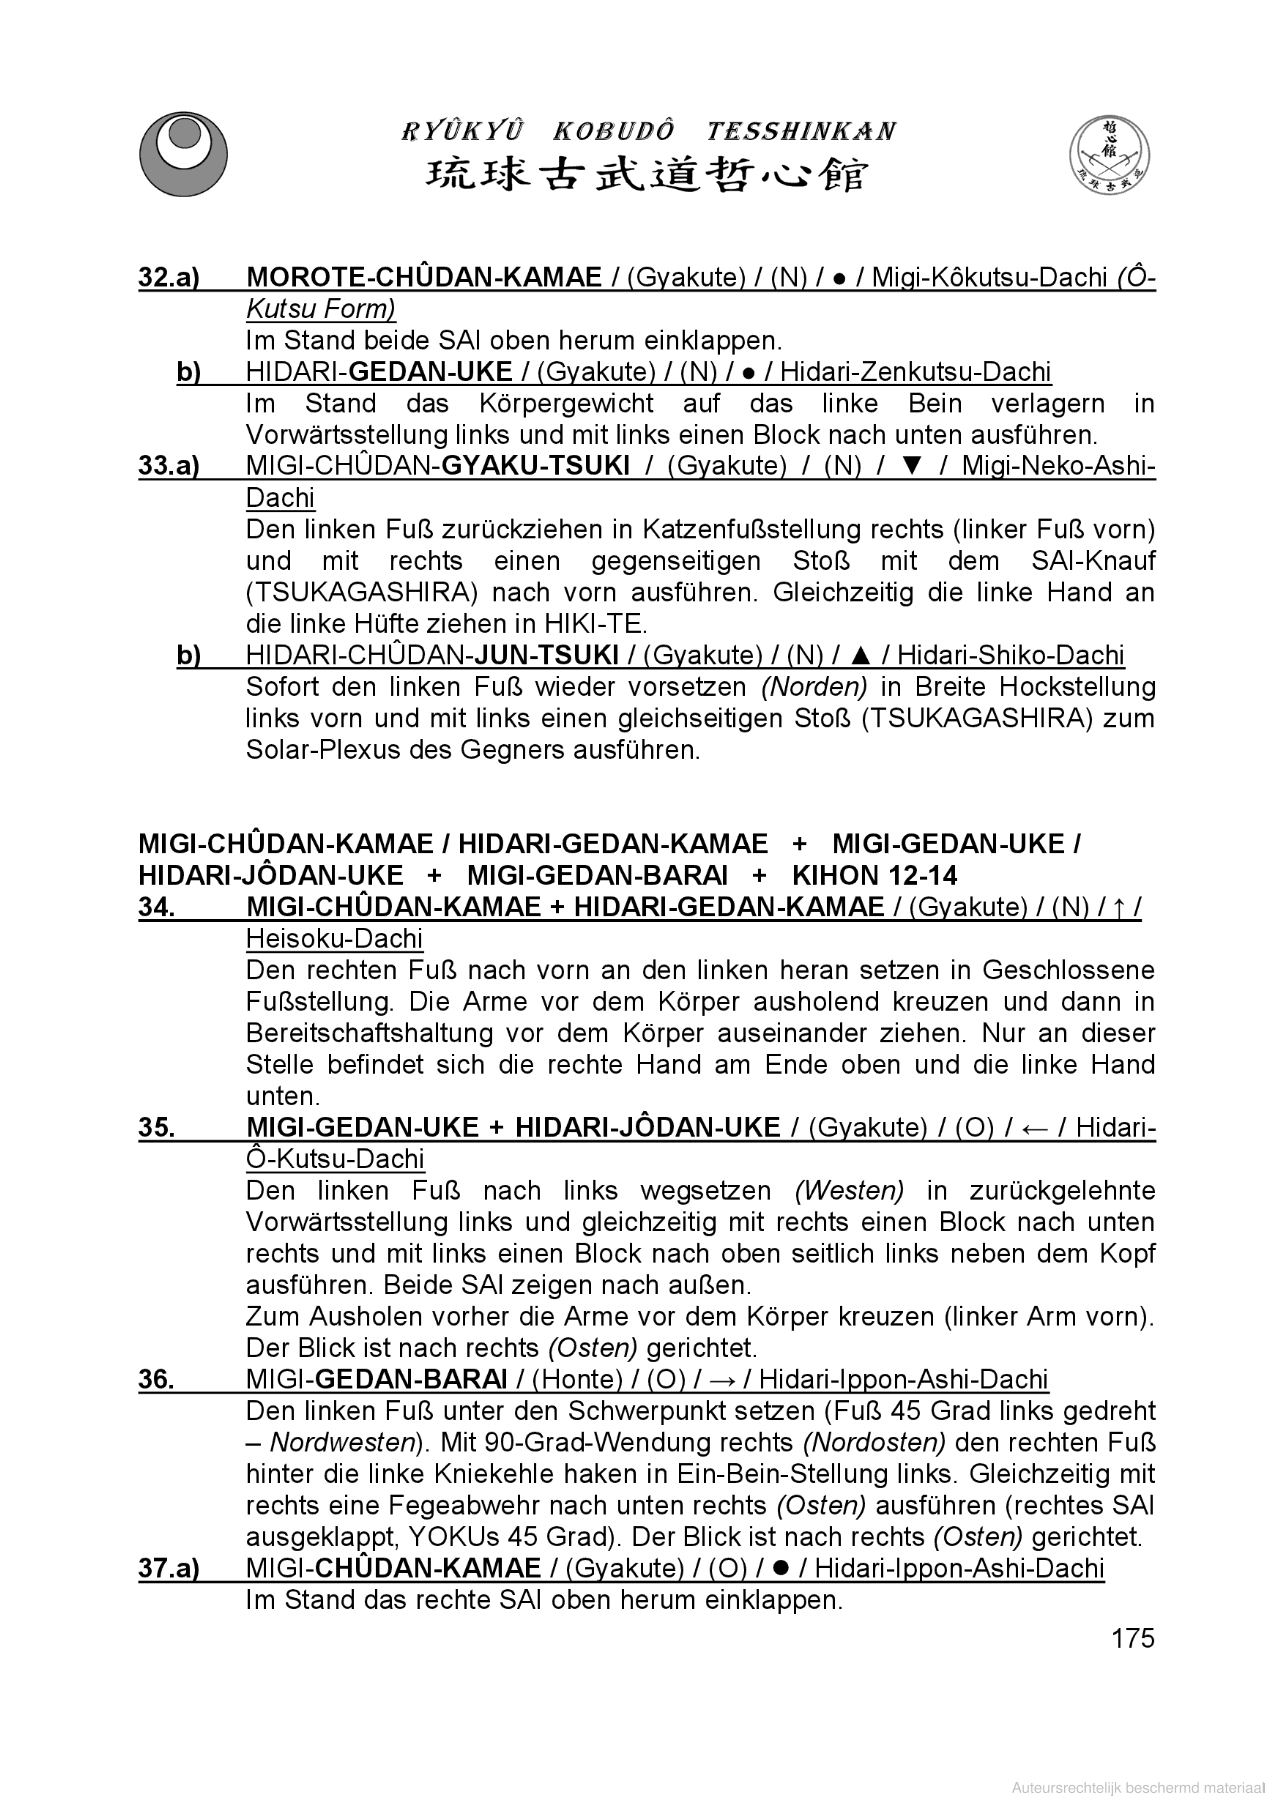 RYÛKYÛ KOBUDÔ TESSHINKAN
琉球古武道哲心館
哲心館
琉球古武道
32.a) MOROTE-CHÛDAN-KAMAE / (Gyakute) / (N) / ● / Migi-Kôkutsu-Dachi (Ô-
Kutsu Form)
Im Stand beide SAI oben herum einklappen.
b) HIDARI-GEDAN-UKE / (Gyakute) / (N) / ● / Hidari-Zenkutsu-Dachi
Im Stand das Körpergewicht auf das linke Bein verlagern in
Vorwärtsstellung links und mit links einen Block nach unten ausführen.
33.a) MIGI-CHÛDAN-GYAKU-TSUKI / (Gyakute) / (N) / ▼ / Migi-Neko-Ashi-
Dachi
Den linken Fuß zurückziehen in Katzenfußstellung rechts (linker Fuß vorn)
und mit rechts einen gegenseitigen Stoß mit dem SAI-Knauf
(TSUKAGASHIRA) nach vorn ausführen. Gleichzeitig die linke Hand an
die linke Hüfte ziehen in HIKI-TE.
b) HIDARI-CHÛDAN-JUN-TSUKI / (Gyakute) / (N) / ▲ / Hidari-Shiko-Dachi
Sofort den linken Fuß wieder vorsetzen (Norden) in Breite Hockstellung
links vorn und mit links einen gleichseitigen Stoß (TSUKAGASHIRA) zum
Solar-Plexus des Gegners ausführen.
MIGI-CHÛDAN-KAMAE / HIDARI-GEDAN-KAMAE + MIGI-GEDAN-UKE /
HIDARI-JÔDAN-UKE + MIGI-GEDAN-BARAI + KIHON 12-14
34. MIGI-CHÛDAN-KAMAE + HIDARI-GEDAN-KAMAE / (Gyakute) / (N) / ↑ /
Heisoku-Dachi
Den rechten Fuß nach vorn an den linken heran setzen in Geschlossene
Fußstellung. Die Arme vor dem Körper ausholend kreuzen und dann in
Bereitschaftshaltung vor dem Körper auseinander ziehen. Nur an dieser
Stelle befindet sich die rechte Hand am Ende oben und die linke Hand
unten.
35. MIGI-GEDAN-UKE + HIDARI-JÔDAN-UKE / (Gyakute) / (O) / ← / Hidari-
Ô-Kutsu-Dachi
Den linken Fuß nach links wegsetzen (Westen) in zurückgelehnte
Vorwärtsstellung links und gleichzeitig mit rechts einen Block nach unten
rechts und mit links einen Block nach oben seitlich links neben dem Kopf
ausführen. Beide SAI zeigen nach außen.
Zum Ausholen vorher die Arme vor dem Körper kreuzen (linker Arm vorn).
Der Blick ist nach rechts (Osten) gerichtet.
36. MIGI-GEDAN-BARAI / (Honte) / (O) / → / Hidari-Ippon-Ashi-Dachi
Den linken Fuß unter den Schwerpunkt setzen (Fuß 45 Grad links gedreht
– Nordwesten). Mit 90-Grad-Wendung rechts (Nordosten) den rechten Fuß
hinter die linke Kniekehle haken in Ein-Bein-Stellung links. Gleichzeitig mit
rechts eine Fegeabwehr nach unten rechts (Osten) ausführen (rechtes SAI
ausgeklappt, YOKUs 45 Grad). Der Blick ist nach rechts (Osten) gerichtet.
37.a) MIGI-CHÛDAN-KAMAE / (Gyakute) / (O) / ● / Hidari-Ippon-Ashi-Dachi
Im Stand das rechte SAI oben herum einklappen.
175
Auteursrechtelijk beschermd materiaal